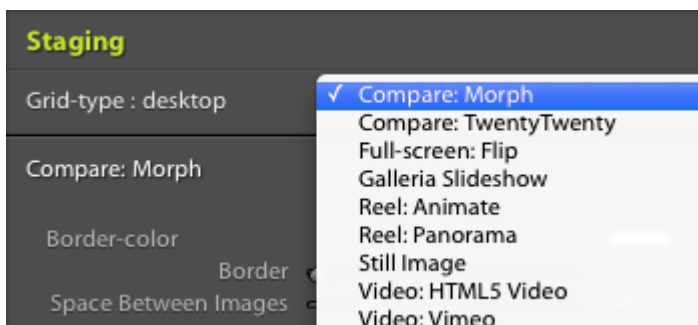 Staging
Grid-type : desktop
✓ Compare: Morph
Compare: TwentyTwenty
Full-screen: Flip
Galleria Slideshow
Reel: Animate
Reel: Panorama
Still Image
Video: HTML5 Video
Video: Vimeo
Compare: Morph
Border-color
Border
Space Between Images